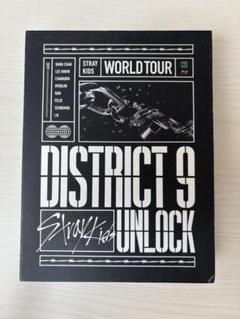 BANG CHAN
LEE KNOW
CHANGBIN
HYUNJIN
HAN
FELIX
SEUNGMIN
I.N
STRAY
KIDS
WORLD TOUR
DISTRICT 9
Stray Kids
UNLOCK